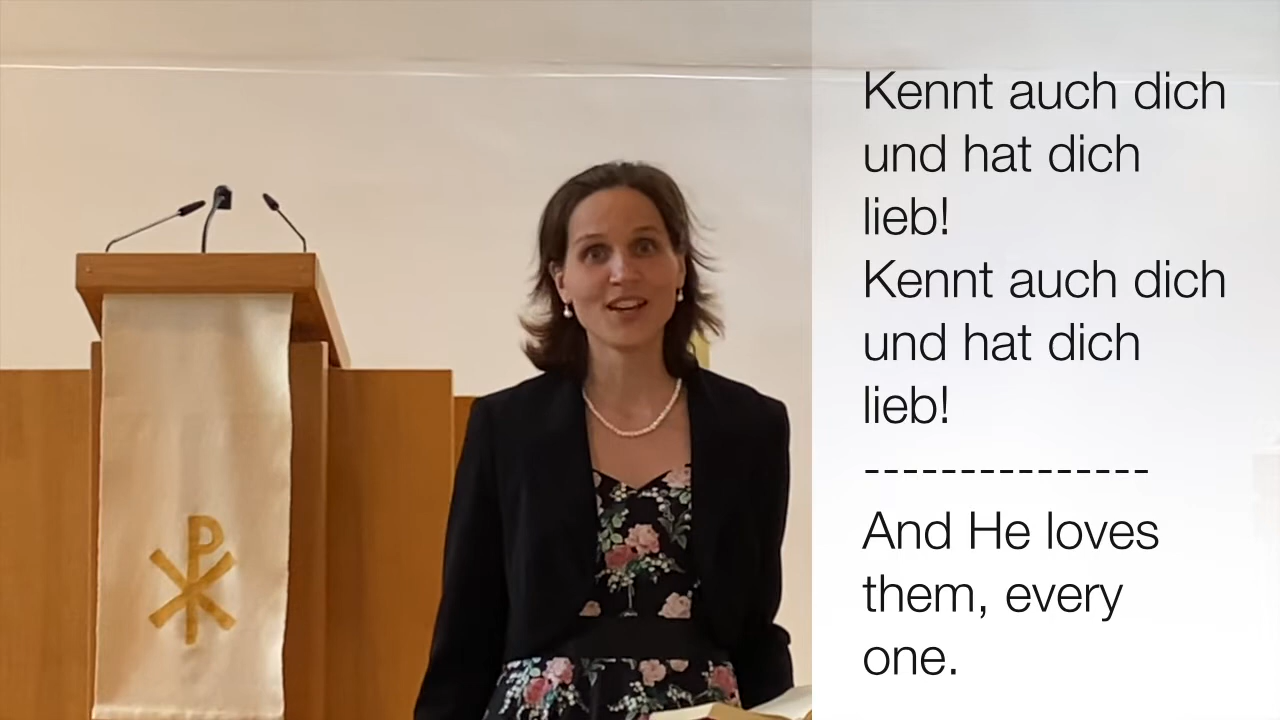 Kennt auch dich
und hat dich
lieb!
Kennt auch dich
und hat dich
lieb!
---------------
And He loves
them, every
one.